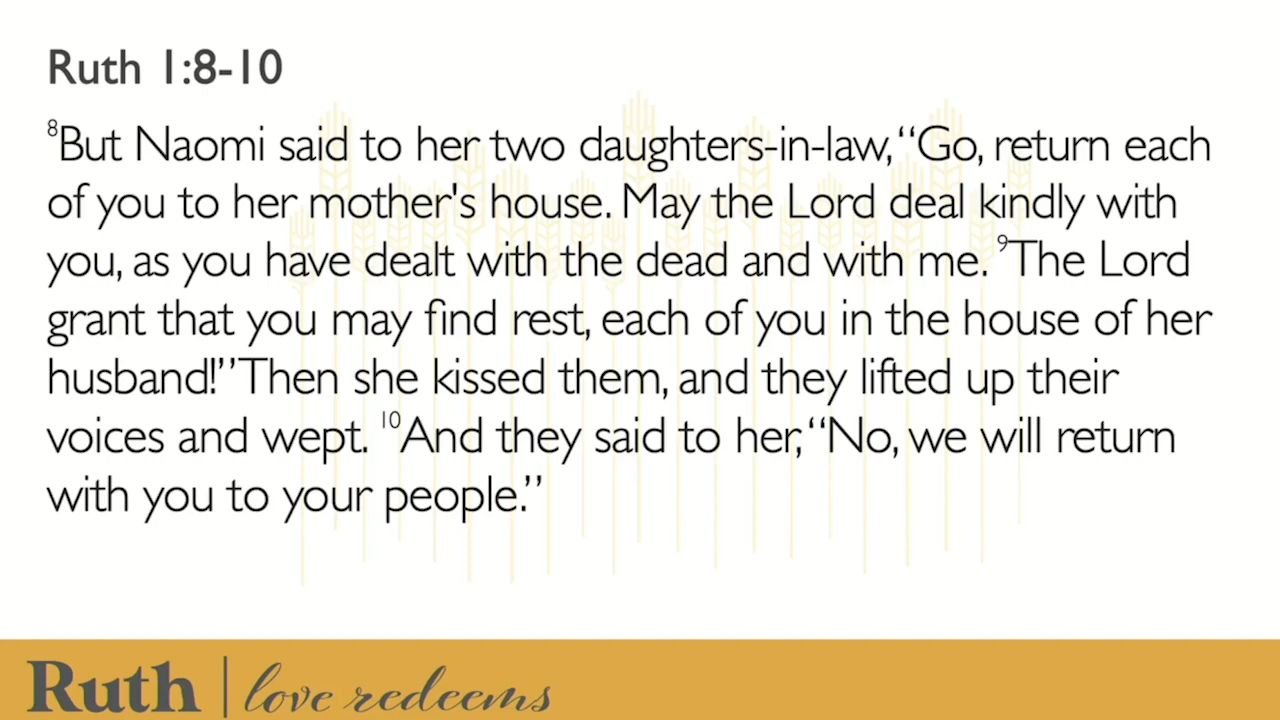 Ruth 1:8-10
⁸But Naomi said to her two daughters-in-law, “Go, return each
of you to her mother's house. May the Lord deal kindly with
you, as you have dealt with the dead and with me. ⁹The Lord
grant that you may find rest, each of you in the house of her
husband!” Then she kissed them, and they lifted up their
voices and wept. ¹⁰And they said to her, “No, we will return
with you to your people.”
Ruth | love redeems